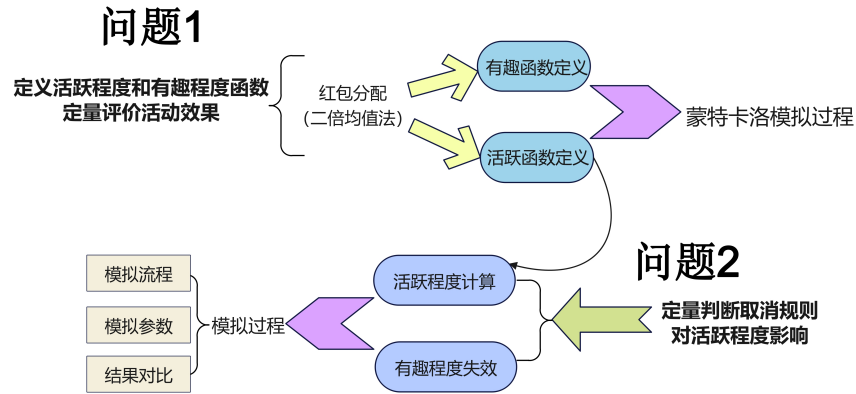 问题1
定义活跃程度和有趣程度函数
定量评价活动效果
红包分配
（二倍均值法）
有趣函数定义
活跃函数定义
蒙特卡洛模拟过程
问题2
定量判断取消规则
对活跃程度影响
活跃程度计算
有趣程度失效
模拟过程
模拟流程
模拟参数
结果对比